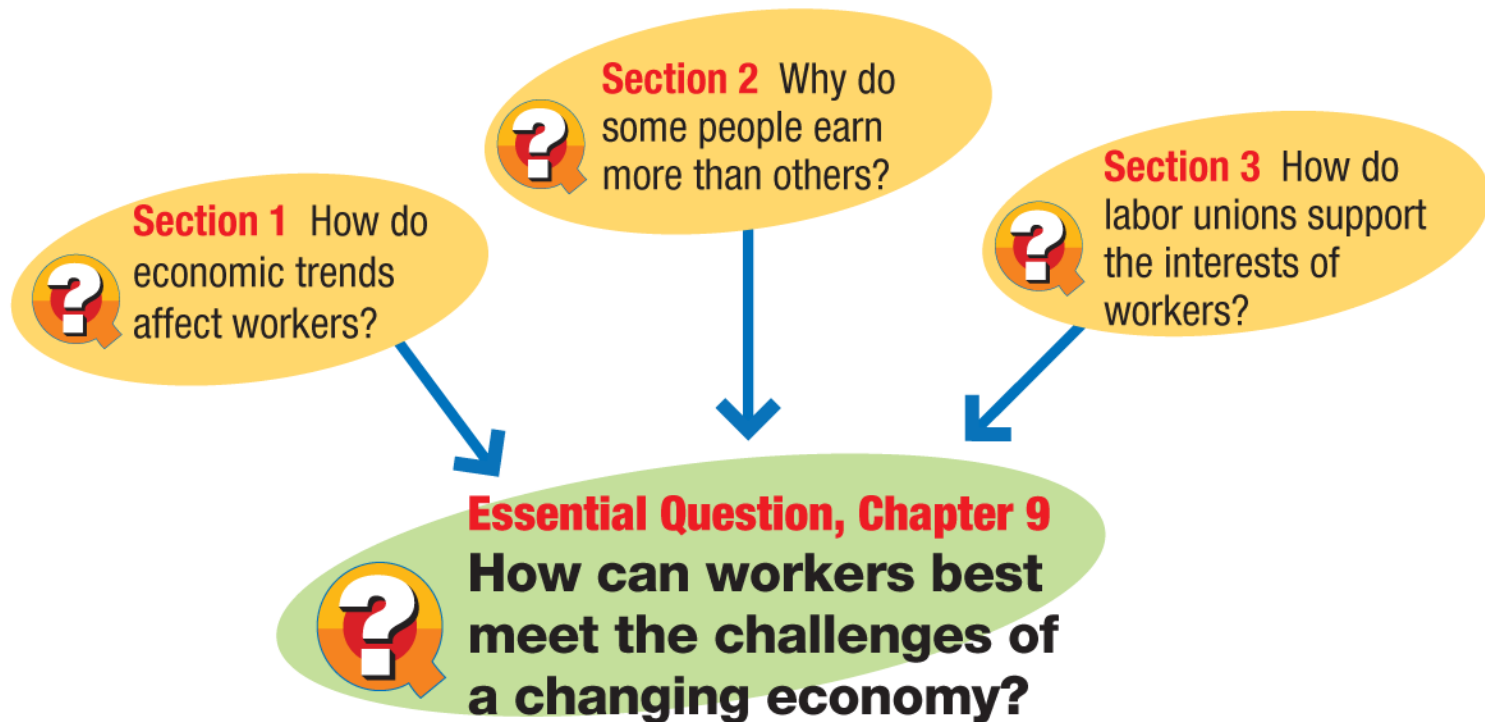 Section 1 How do
economic trends
affect workers?
Section 2 Why do
some people earn
more than others?
Section 3 How do
labor unions support
the interests of
workers?
Essential Question, Chapter 9
How can workers best
meet the challenges of
a changing economy?